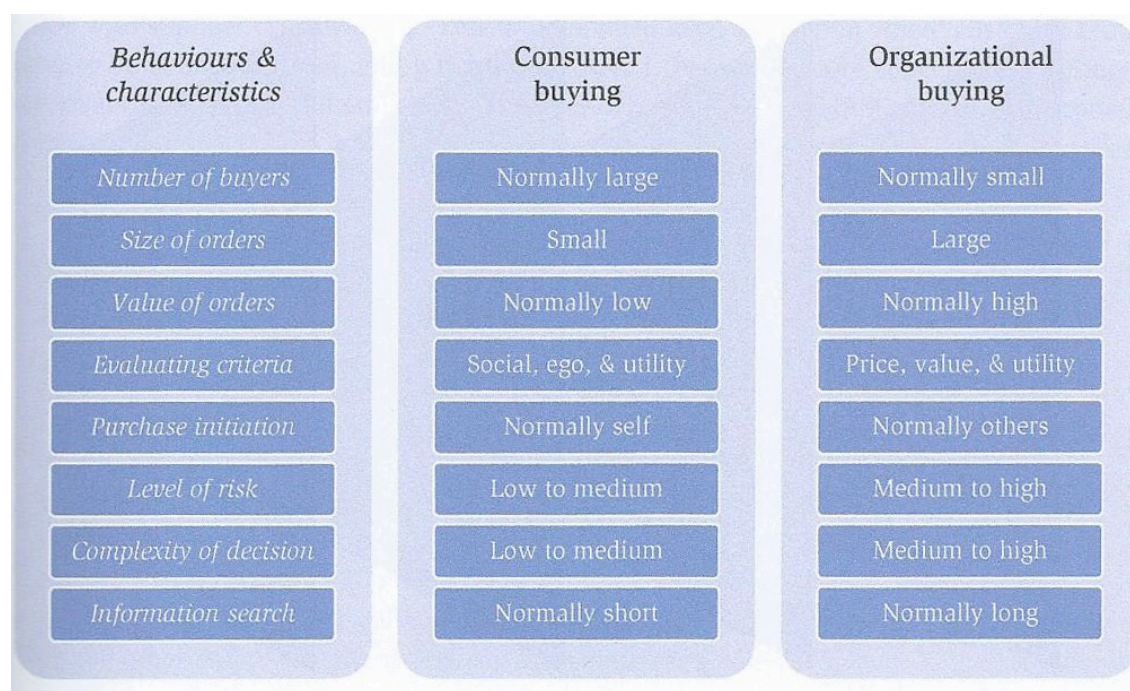 Behaviours &
characteristics
Consumer
buying
Organizational
buying
Number of buyers
Normally large
Normally small
Size of orders
Small
Large
Value of orders
Normally low
Normally high
Evaluating criteria
Social, ego, & utility
Price, value, & utility
Purchase initiation
Normally self
Normally others
Level of risk
Low to medium
Medium to high
Complexity of decision
Low to medium
Medium to high
Information search
Normally short
Normally long